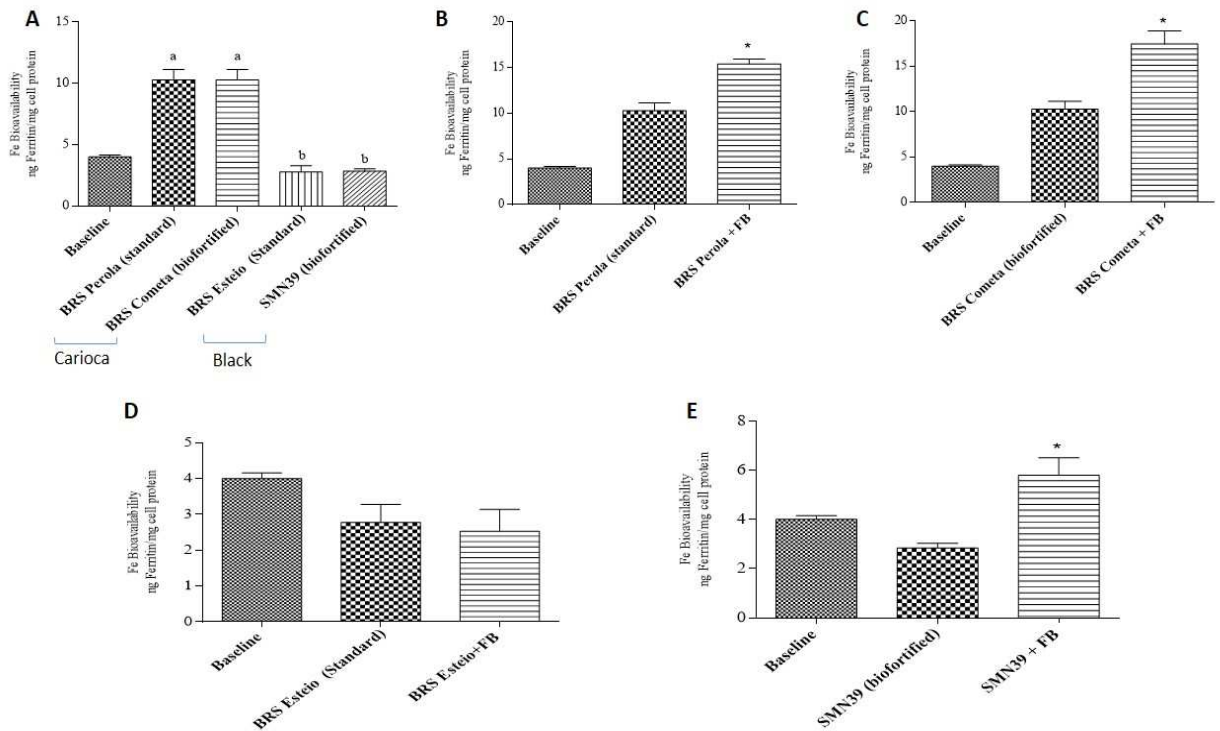 A
Fe Bioavailability
ng Ferritin/mg cell protein
15
10
5
0
a
a
b
b
Baseline
BRS Perola (standard)
BRS Cometa (biofortified)
BRS Esteio (Standard)
SMN39 (biofortified)
Carioca
Black
B
Fe Bioavailability
ng Ferritin/mg cell protein
20
15
10
5
0
*
Baseline
BRS Perola (standard)
BRS Perola + FB
C
Fe Bioavailability
ng Ferritin/mg cell protein
20
15
10
5
0
*
Baseline
BRS Cometa (biofortified)
BRS Cometa + FB
D
Fe Bioavailability
ng Ferritin/mg cell protein
5
4
3
2
1
0
Baseline
BRS Esteio (Standard)
BRS Esteio+FB
E
Fe Bioavailability
ng Ferritin/mg cell protein
8
6
4
2
0
*
Baseline
SMN39 (biofortified)
SMN39 + FB